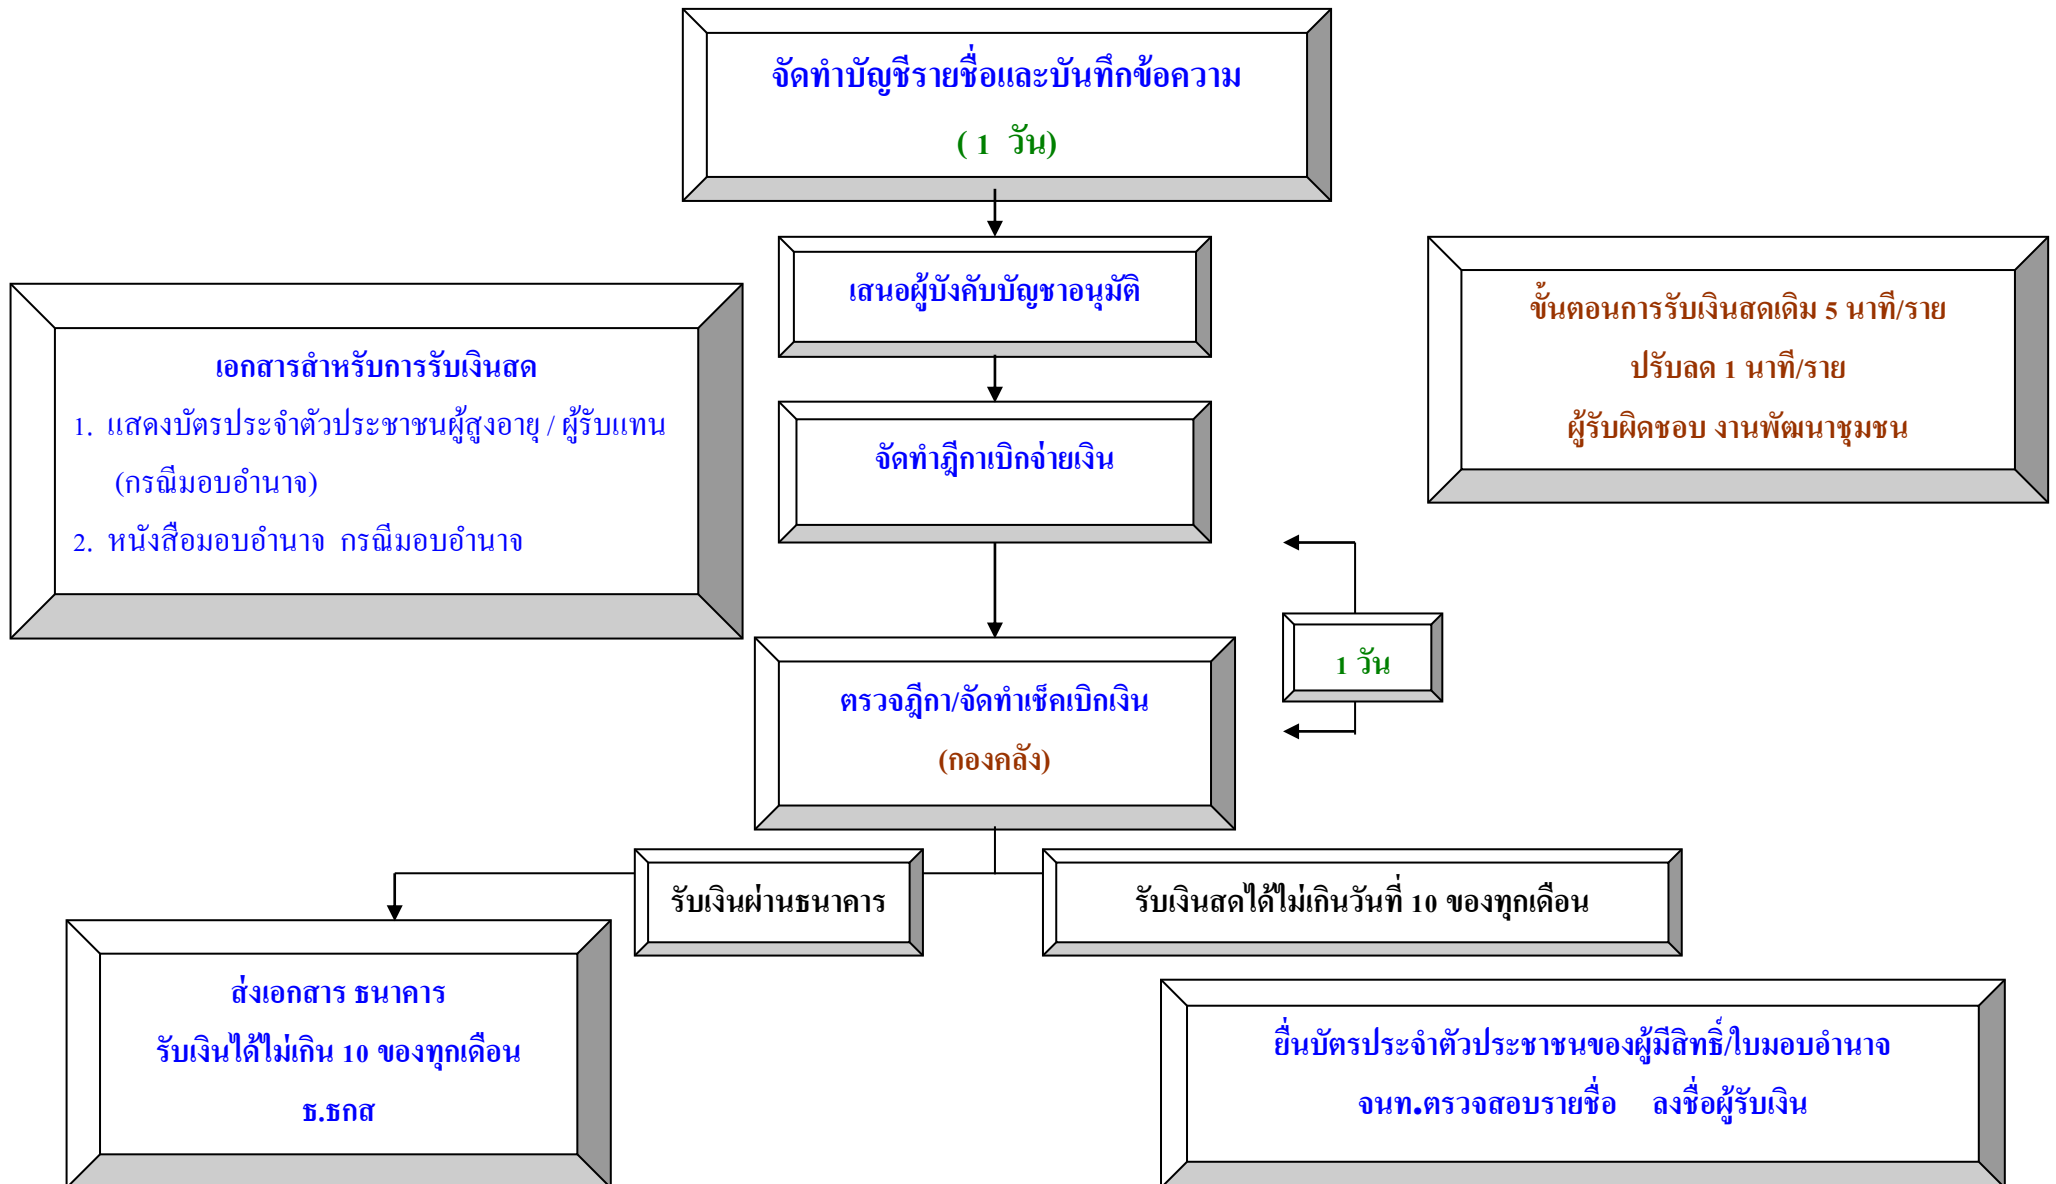 จัดทำบัญชีรายชื่อและบันทึกข้อความ
( 1 วัน)
เสนอผู้บังคับบัญชาอนุมัติ
ขั้นตอนการรับเงินสดเดิม 5 นาที/ราย
ปรับลด 1 นาที/ราย
ผู้รับผิดชอบ งานพัฒนาชุมชน
เอกสารสำหรับการรับเงินสด
1. แสดงบัตรประจำตัวประชาชนผู้สูงอายุ / ผู้รับแทน
(กรณีมอบอำนาจ)
2. หนังสือมอบอำนาจ กรณีมอบอำนาจ
จัดทำฎีกาเบิกจ่ายเงิน
1 วัน
ตรวจฎีกา/จัดทำเช็คเบิกเงิน
(กองคลัง)
รับเงินผ่านธนาคาร
รับเงินสดได้ไม่เกินวันที่ 10 ของทุกเดือน
ส่งเอกสาร ธนาคาร
รับเงินได้ไม่เกิน 10 ของทุกเดือน
ธ.ธกส
ยื่นบัตรประจำตัวประชาชนของผู้มีสิทธิ์/ใบมอบอำนาจ
จนท.ตรวจสอบรายชื่อ ลงชื่อผู้รับเงิน